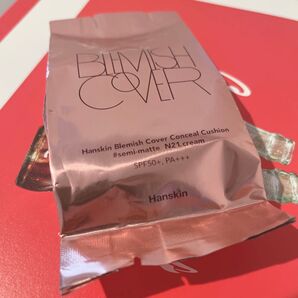 BLEMISH
COVER
Hanskin Blemish Cover Conceal Cushion
#semi-matte N21.cream
SPF50+, PA+++
Hanskin